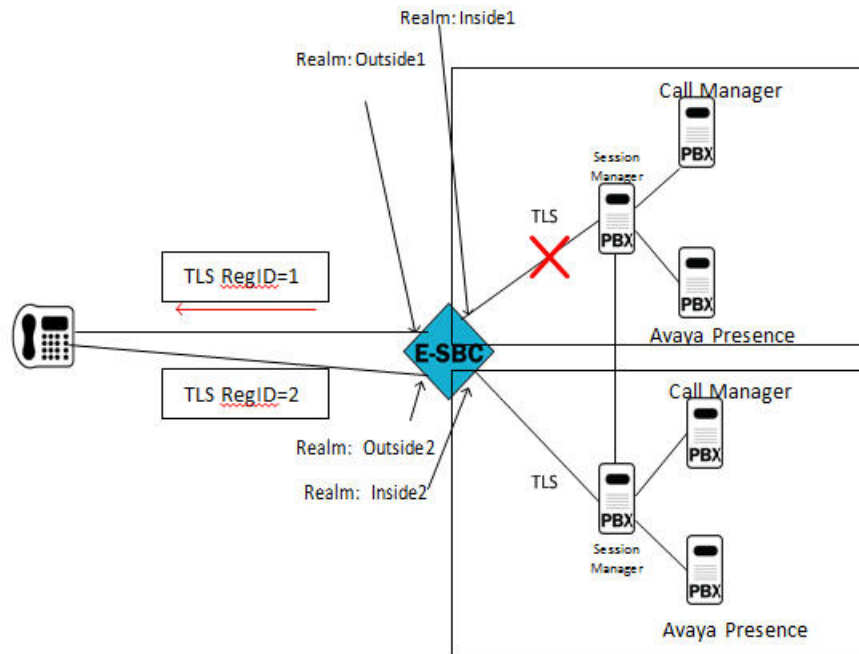 Realm: Inside1
Realm: Outside1
Call Manager
PBX
Session
Manager
PBX
TLS
TLS RegID=1
PBX
Avaya Presence
E-SBC
TLS RegID=2
Call Manager
PBX
Realm: Outside2
Realm: Inside2
TLS
PBX
Session
Manager
PBX
Avaya Presence